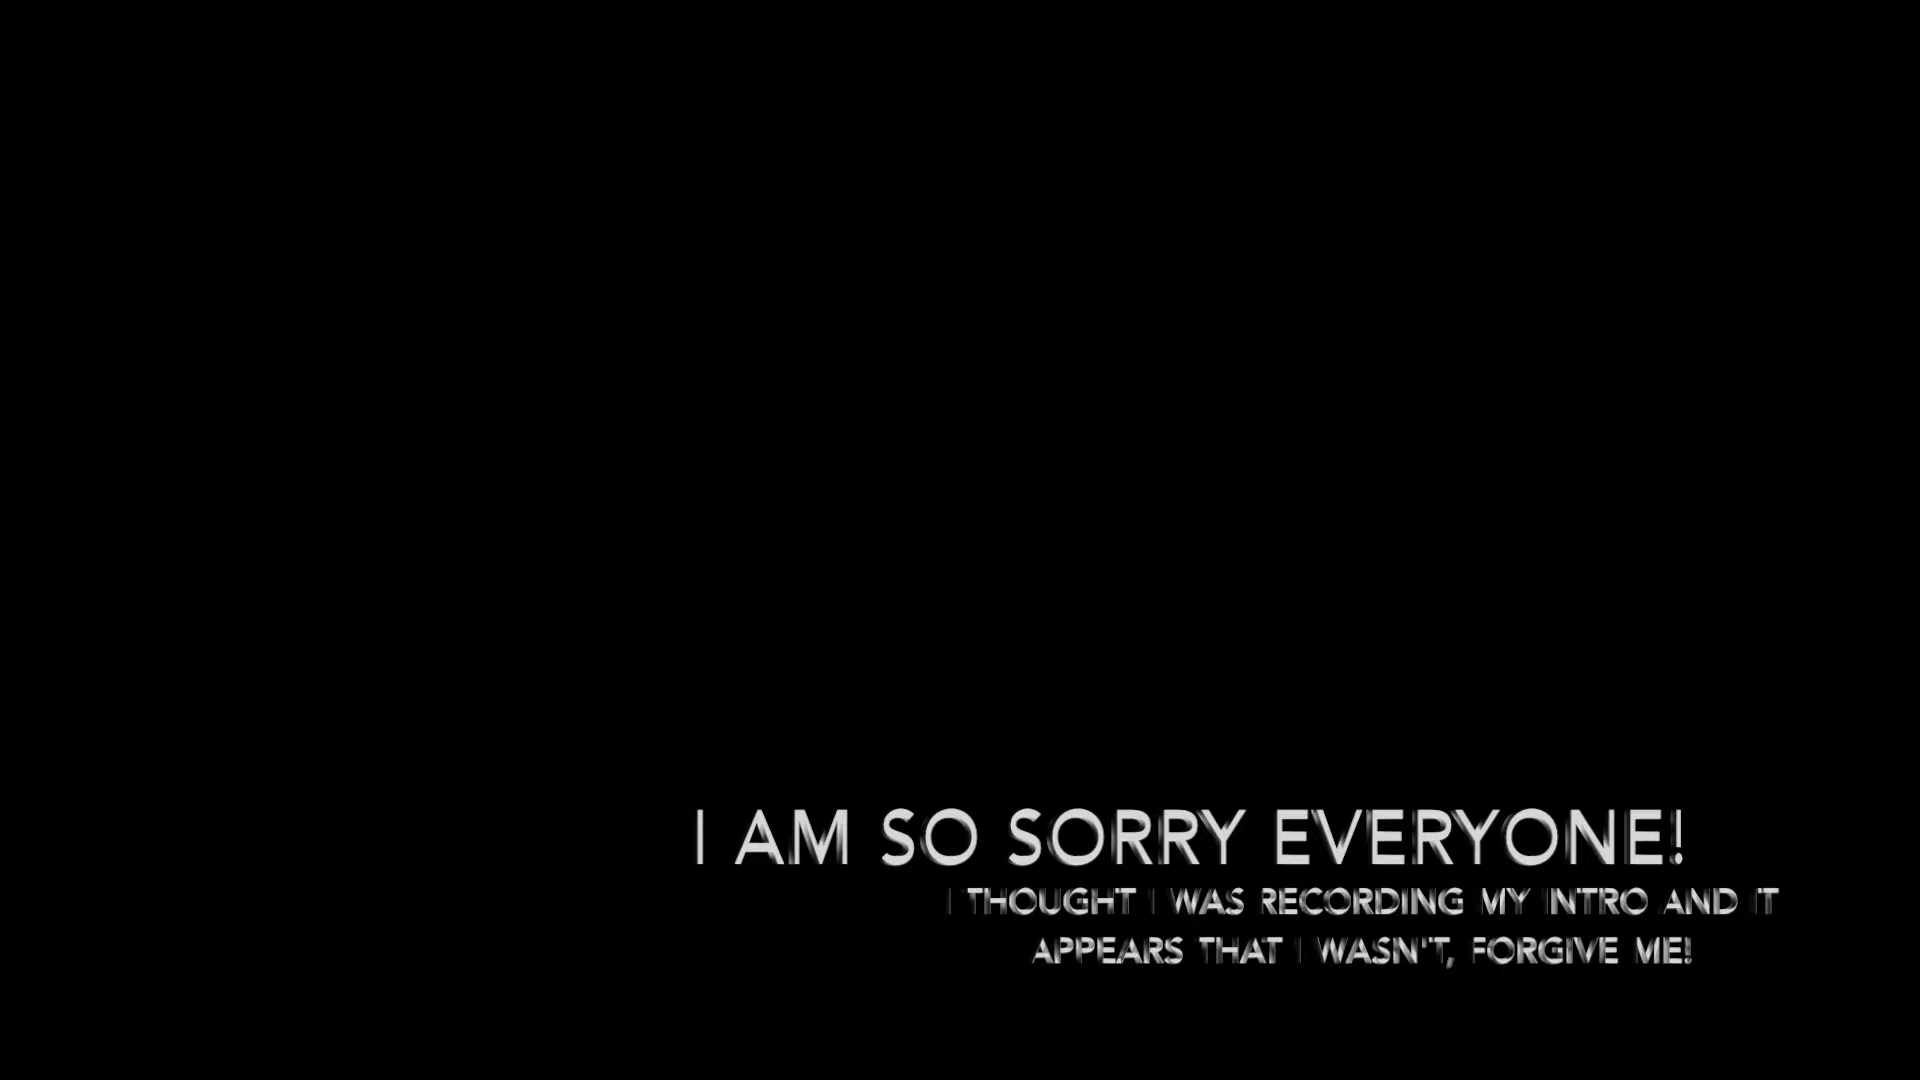 I AM SO SORRY EVERYONE!
I THOUGHT I WAS RECORDING MY INTRO AND IT
APPEARS THAT I WASN'T, FORGIVE ME!